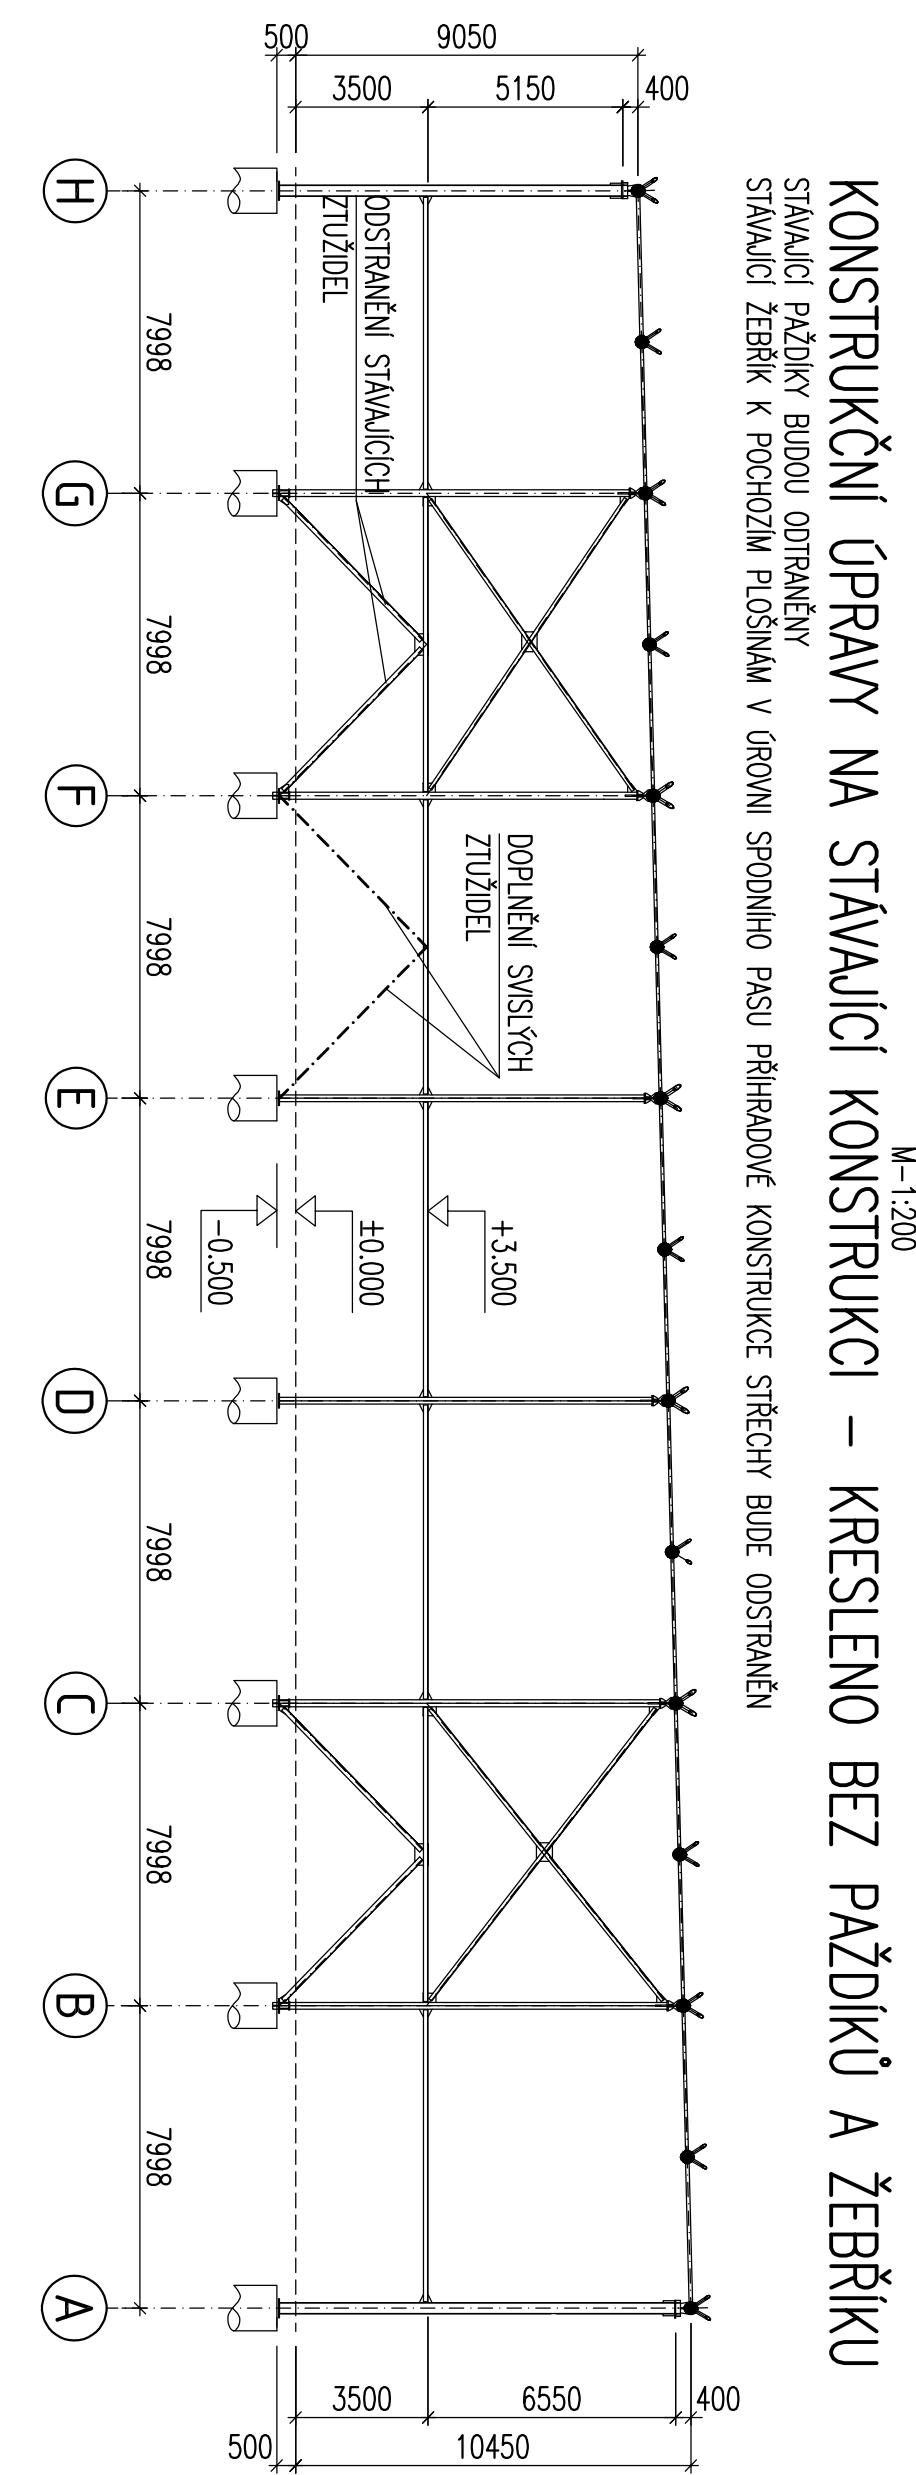 M-1:200
KONSTRUKČNÍ ÚPRAVY NA STÁVAJÍCÍ KONSTRUKCI - KRESLENO BEZ PAŽDÍKŮ A ŽEBŘÍKU
STÁVAJÍCÍ PAŽDÍKY BUDOU ODTRANĚNY
STÁVAJÍCÍ ŽEBŘÍK K POCHOZÍM PLOŠINÁM V ÚROVNI SPODNÍHO PASU PŘÍHRADOVÉ KONSTRUKCE STŘECHY BUDE ODSTRANĚN
400
5150
3500
9050
500
ODSTRANĚNÍ STÁVAJÍCÍCH
ZTUŽIDEL
DOPLNĚNÍ SVISLÝCH
ZTUŽIDEL
+3.500
±0.000
-0.500
400
6550
3500
10450
500
7998
7998
7998
7998
7998
7998
7998
H
G
F
E
D
C
B
A